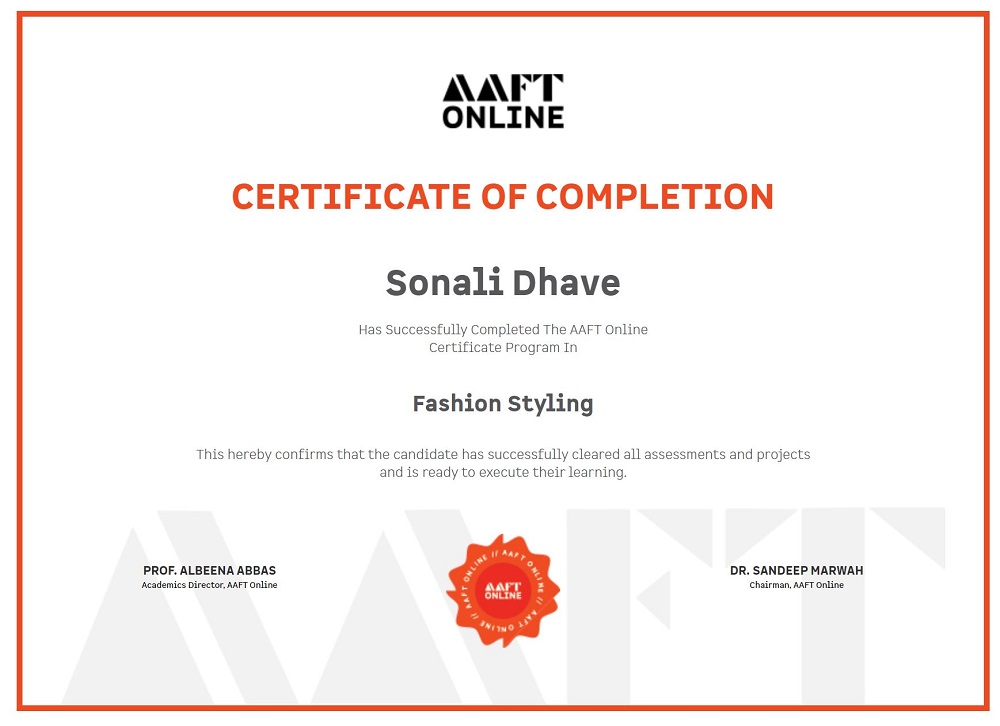 AAFT
ONLINE
CERTIFICATE OF COMPLETION
Sonali Dhave
Has Successfully Completed The AAFT Online
Certificate Program In
Fashion Styling
This hereby confirms that the candidate has successfully cleared all assessments and projects
and is ready to execute their learning.
AAFT
PROF. ALBEENA ABBAS
Academics Director, AAFT Online
AAFT ONLINE // AAFT ONLINE // AAFT ONLINE //
AAFT
ONLINE
DR. SANDEEP MARWAH
Chairman, AAFT Online